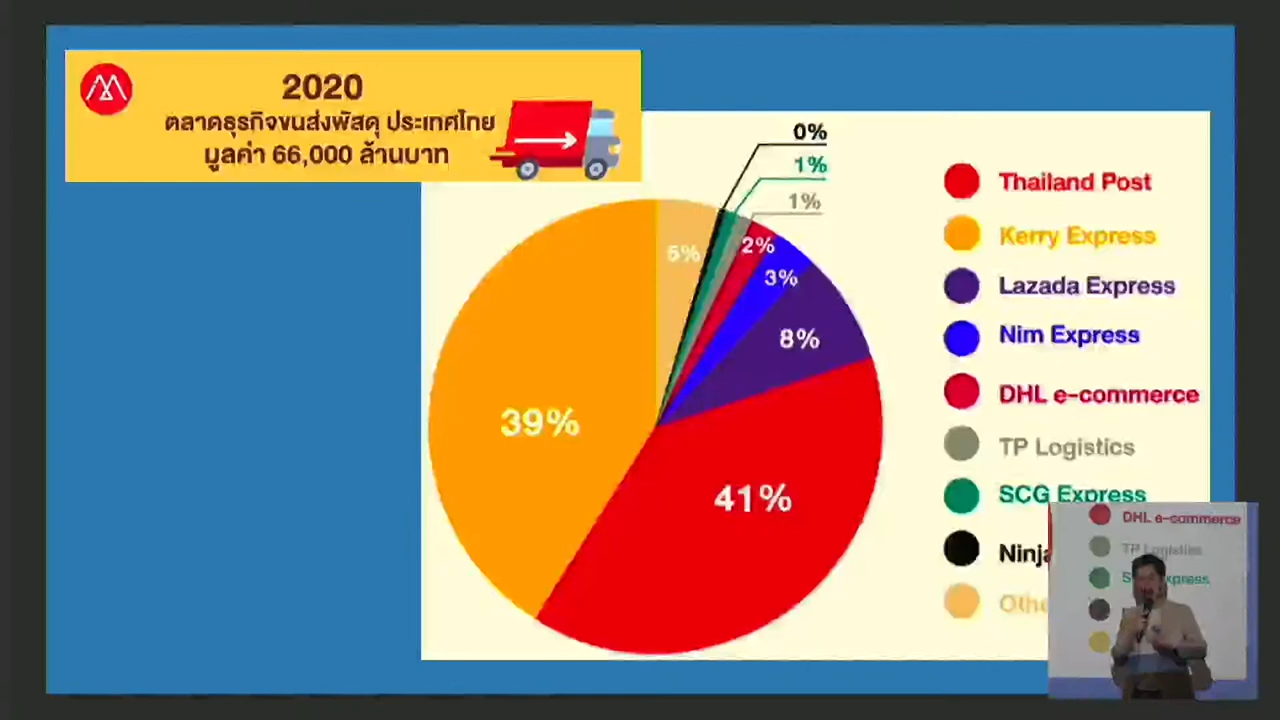 2020
ตลาดธุรกิจขนส่งพัสดุ ประเทศไทย
มูลค่า 66,000 ล้านบาท
0%
1%
1%
2%
3%
8%
41%
39%
Thailand Post
Kerry Express
Lazada Express
Nim Express
DHL e-commerce
TP Logistics
SCG Express
Ninja
DHL e-commerce
TP Logistics